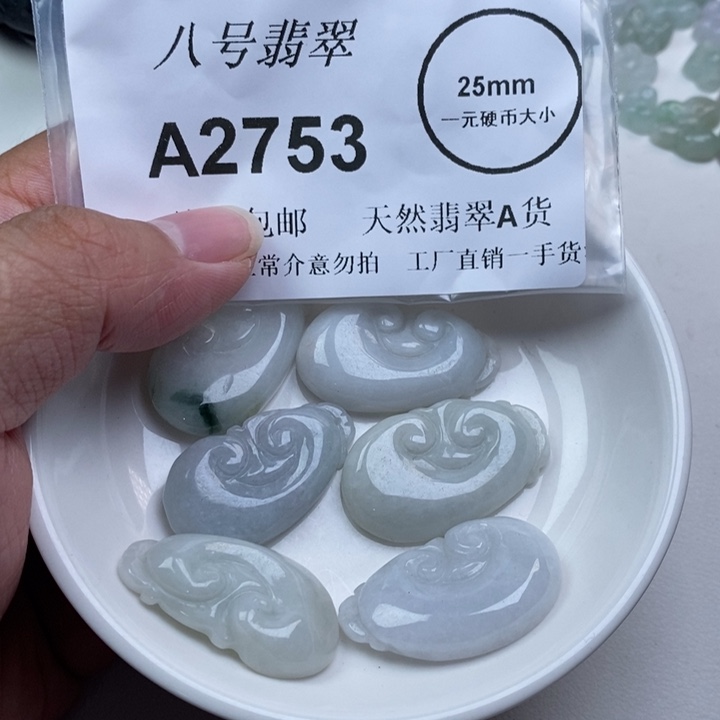 八号翡翠
25mm
一元硬币大小
A2753
包邮 天然翡翠A货
正常介意勿拍 工厂直销一手货